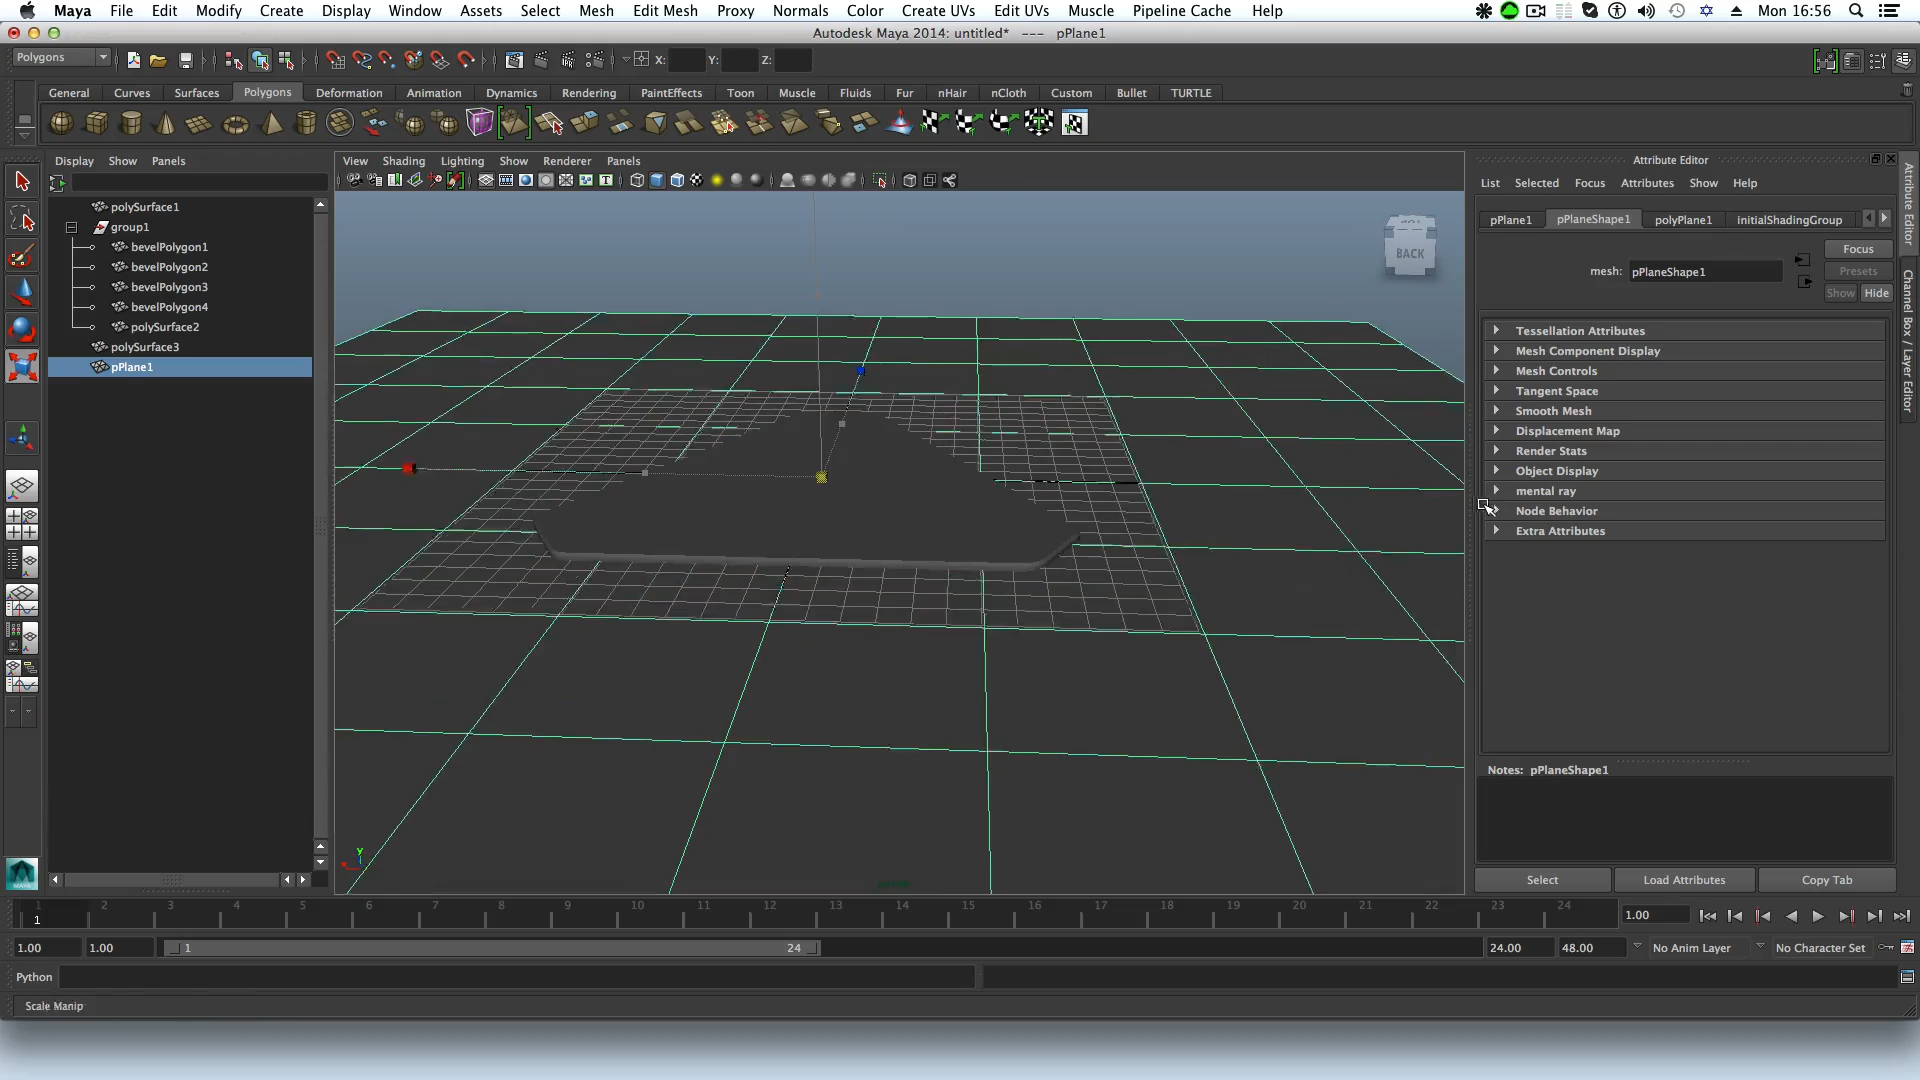 Maya File Edit Modify Create Display Window Assets Select Mesh Edit Mesh Proxy Normals Color Create UVs Edit UVs Muscle Pipeline Cache Help Mon 16:56
Autodesk Maya 2014: untitled* --- pPlane1
Polygons X: Y: Z:
General Curves Surfaces Polygons Deformation Animation Dynamics Rendering PaintEffects Toon Muscle Fluids Fur nHair nCloth Custom Bullet TURTLE
Display Show Panels
polySurface1
group1
bevelPolygon1
bevelPolygon2
bevelPolygon3
bevelPolygon4
polySurface2
polySurface3
pPlane1
View Shading Lighting Show Renderer Panels
BACK
y
Attribute Editor
List Selected Focus Attributes Show Help
pPlane1 pPlaneShape1 polyPlane1 initialShadingGroup
Focus
mesh: pPlaneShape1
Presets
Show Hide
Tessellation Attributes
Mesh Component Display
Mesh Controls
Tangent Space
Smooth Mesh
Displacement Map
Render Stats
Object Display
mental ray
Node Behavior
Extra Attributes
Notes: pPlaneShape1
Select Load Attributes Copy Tab
Attribute Editor
Channel Box / Layer Editor
1 2 3 4 5 6 7 8 9 10 11 12 13 14 15 16 17 18 19 20 21 22 23 24
1 1.00
1.00 1.00 1 24 24.00 48.00 No Anim Layer No Character Set
Python
Scale Manip